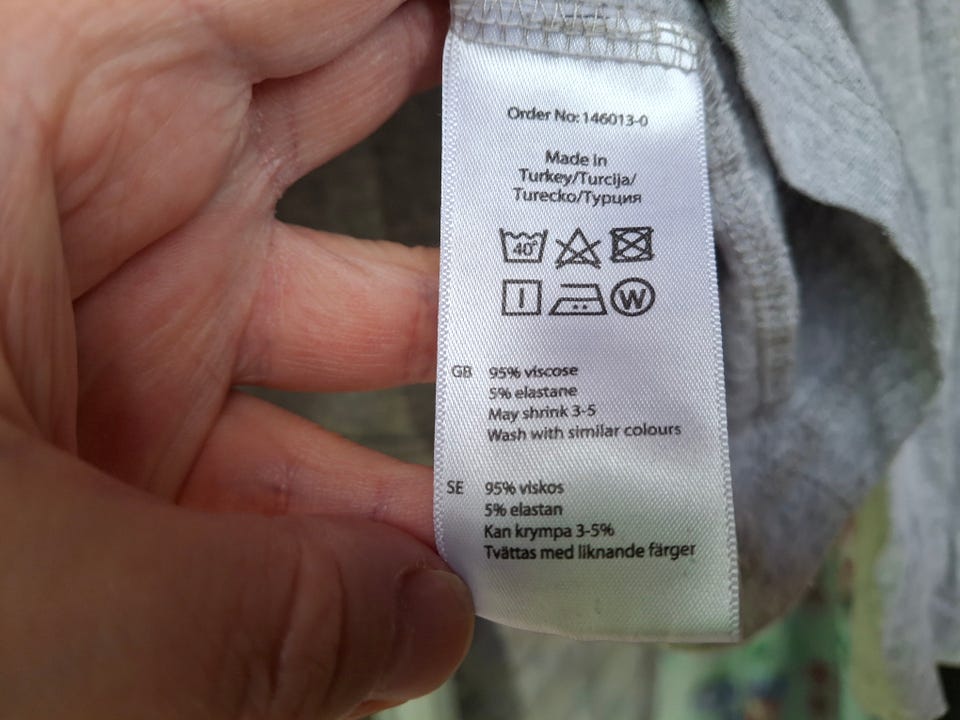 Order No: 146013-0
Made In
Turkey/Turcija/
Turecko/Турция
40°
W
GB 95% viscose
5% elastane
May shrink 3-5
Wash with similar colours
SE 95% viskos
5% elastan
Kan krympa 3-5%
Tvättas med liknande färger